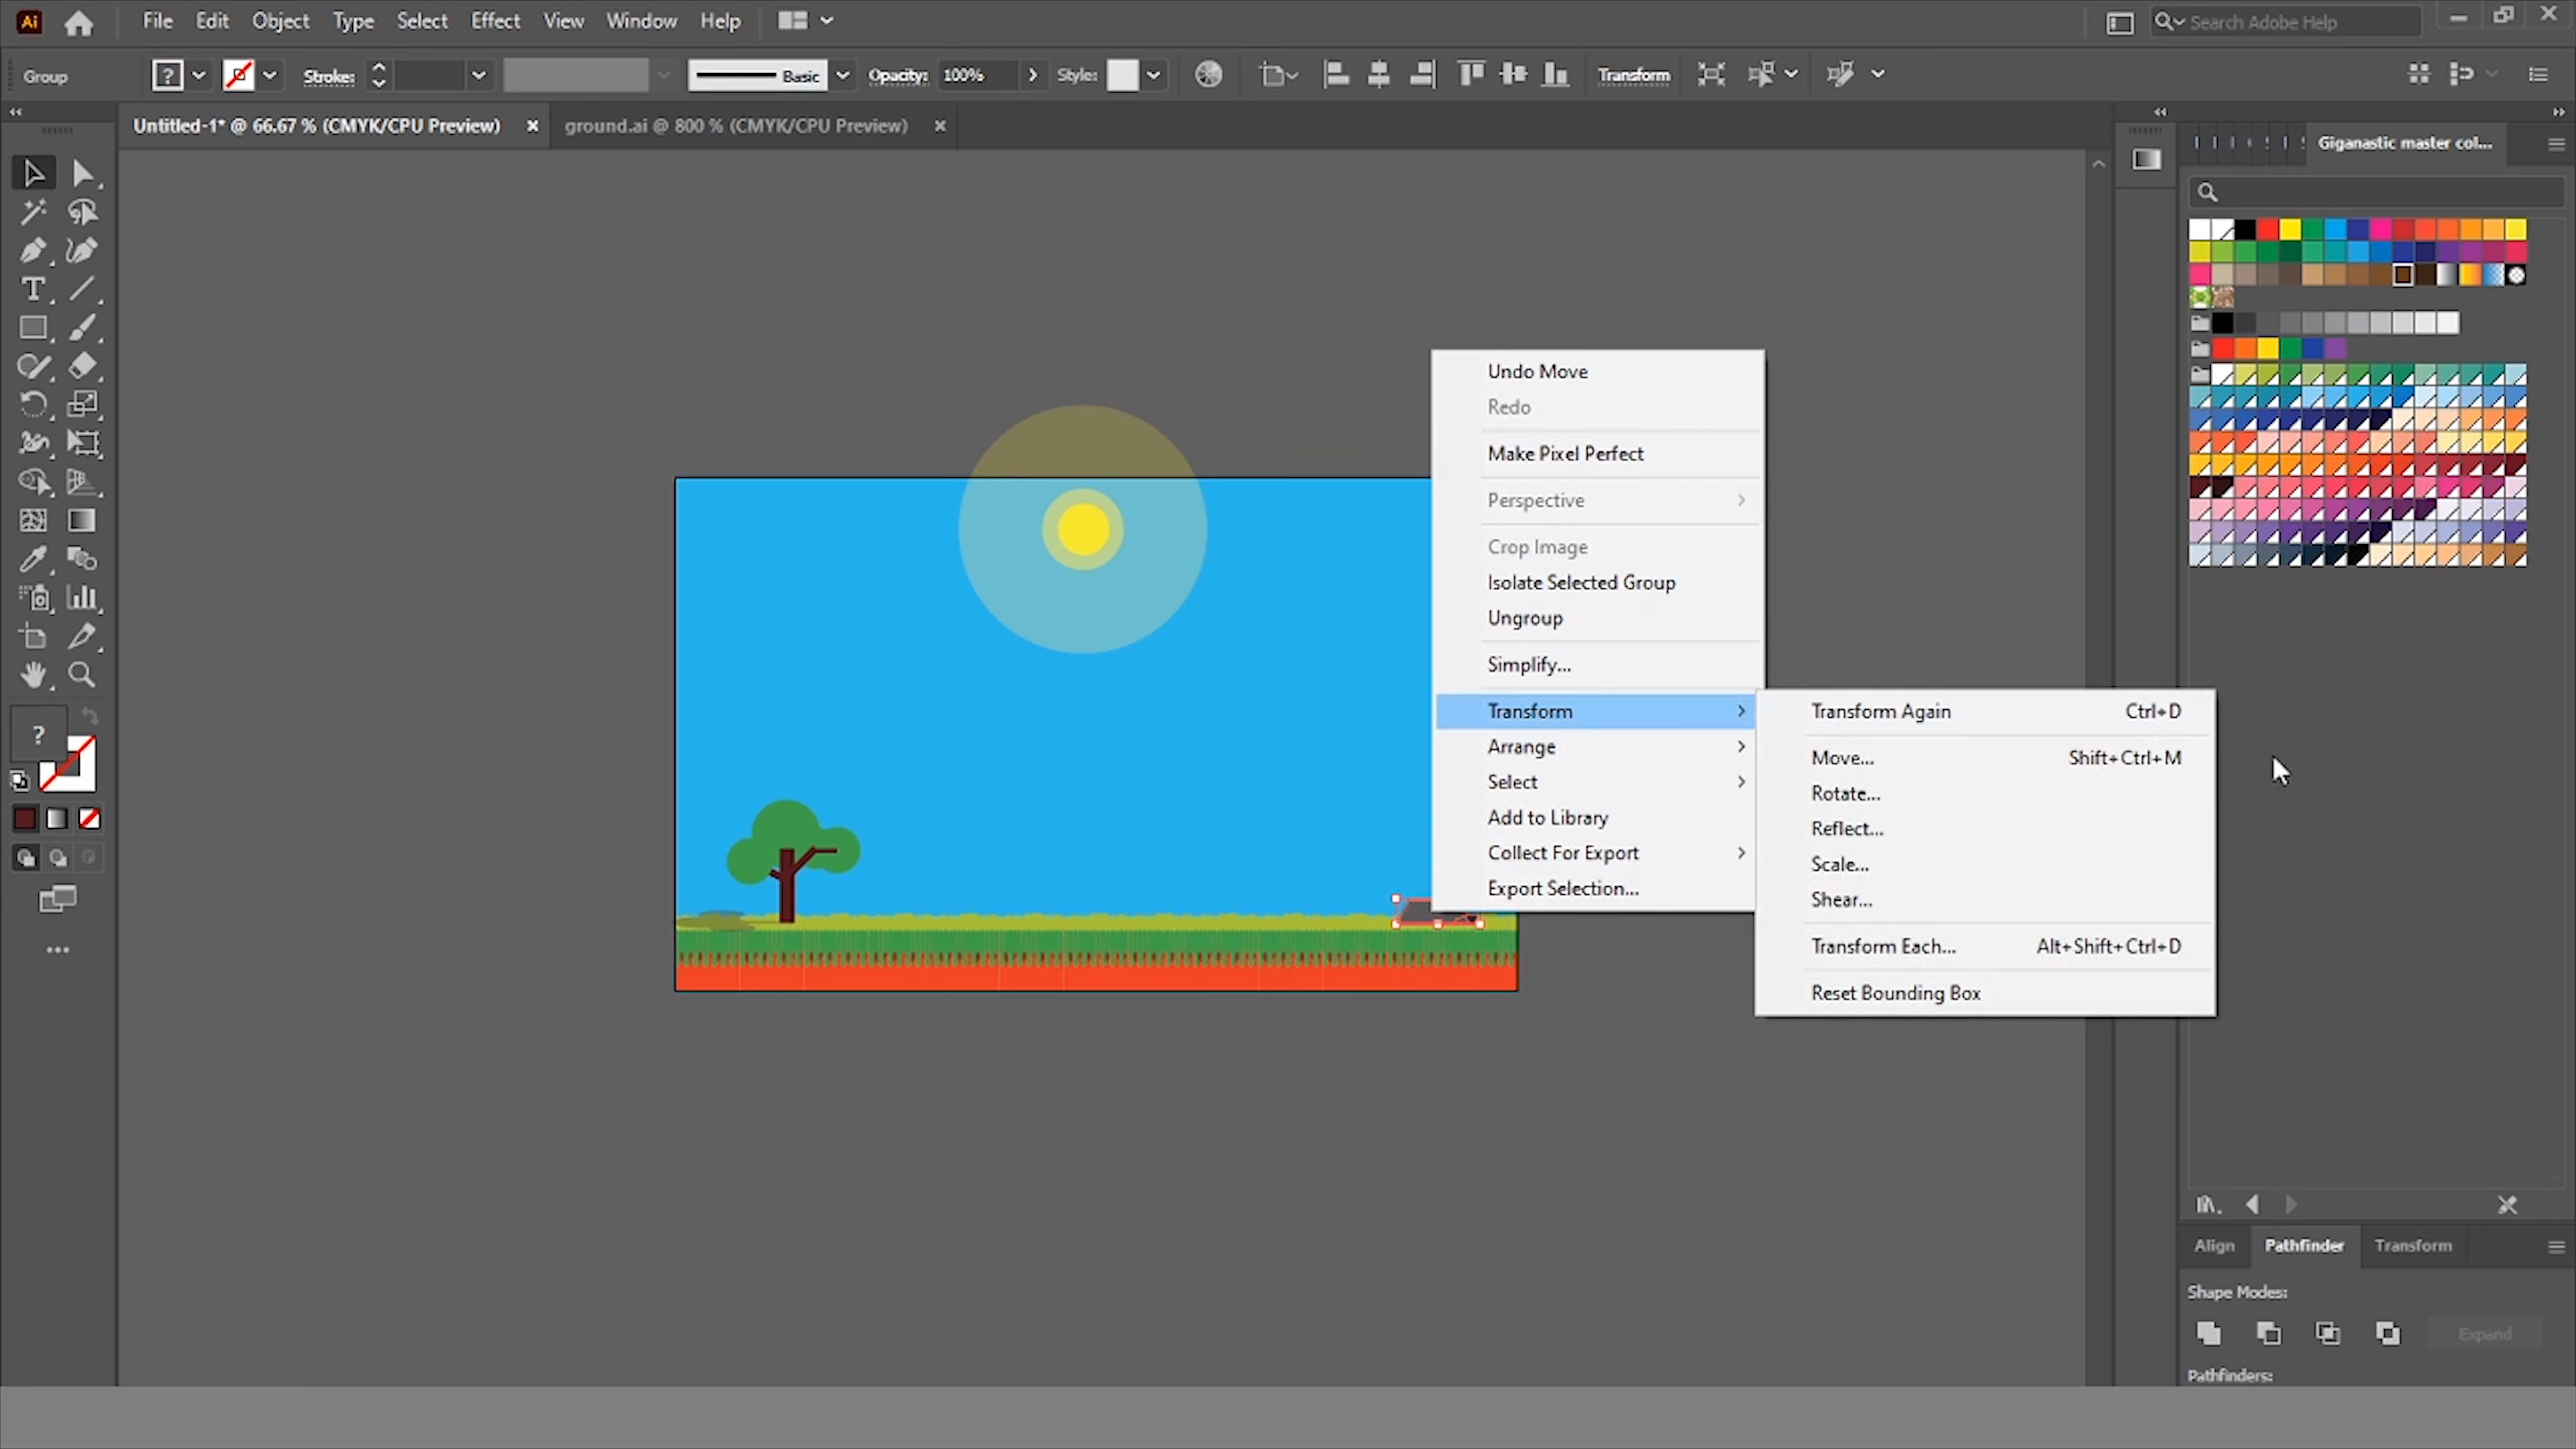 Ai File Edit Object Type Select Effect View Window Help Search Adobe Help
Group ? Stroke: Basic Opacity: 100% Style: Transform
Untitled-1* @ 66.67 % (CMYK/CPU Preview) ground.ai @ 800 % (CMYK/CPU Preview)
Giganastic master col...
Undo Move
Redo
Make Pixel Perfect
Perspective
Crop Image
Isolate Selected Group
Ungroup
Simplify...
Transform
Arrange
Select
Add to Library
Collect For Export
Export Selection...
Transform Again Ctrl+D
Move... Shift+Ctrl+M
Rotate...
Reflect...
Scale...
Shear...
Transform Each... Alt+Shift+Ctrl+D
Reset Bounding Box
?
Align Pathfinder Transform
Shape Modes:
Expand
Pathfinders: